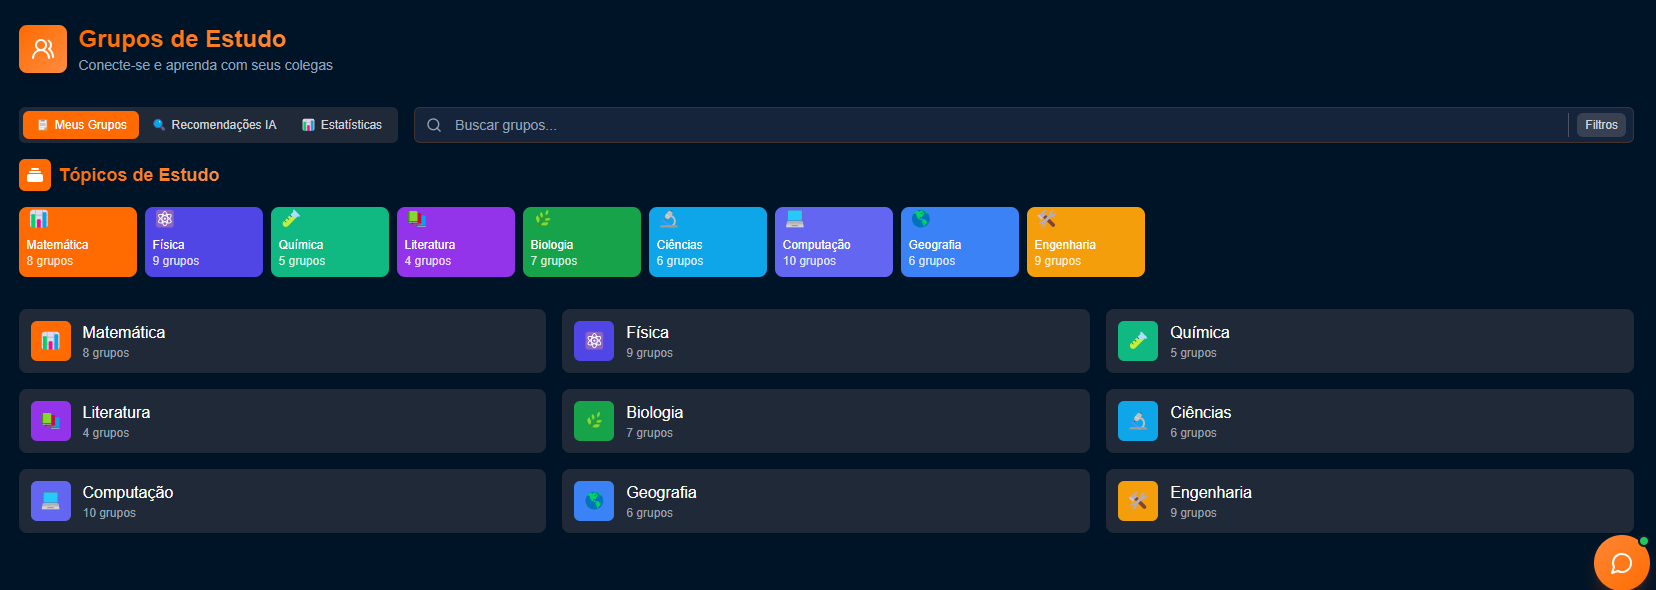 Grupos de Estudo
Conecte-se e aprenda com seus colegas
Meus Grupos
Recomendações IA
Estatísticas
Buscar grupos...
Filtros
Tópicos de Estudo
Matemática
8 grupos
Física
9 grupos
Química
5 grupos
Literatura
4 grupos
Biologia
7 grupos
Ciências
6 grupos
Computação
10 grupos
Geografia
6 grupos
Engenharia
9 grupos
Matemática
8 grupos
Física
9 grupos
Química
5 grupos
Literatura
4 grupos
Biologia
7 grupos
Ciências
6 grupos
Computação
10 grupos
Geografia
6 grupos
Engenharia
9 grupos